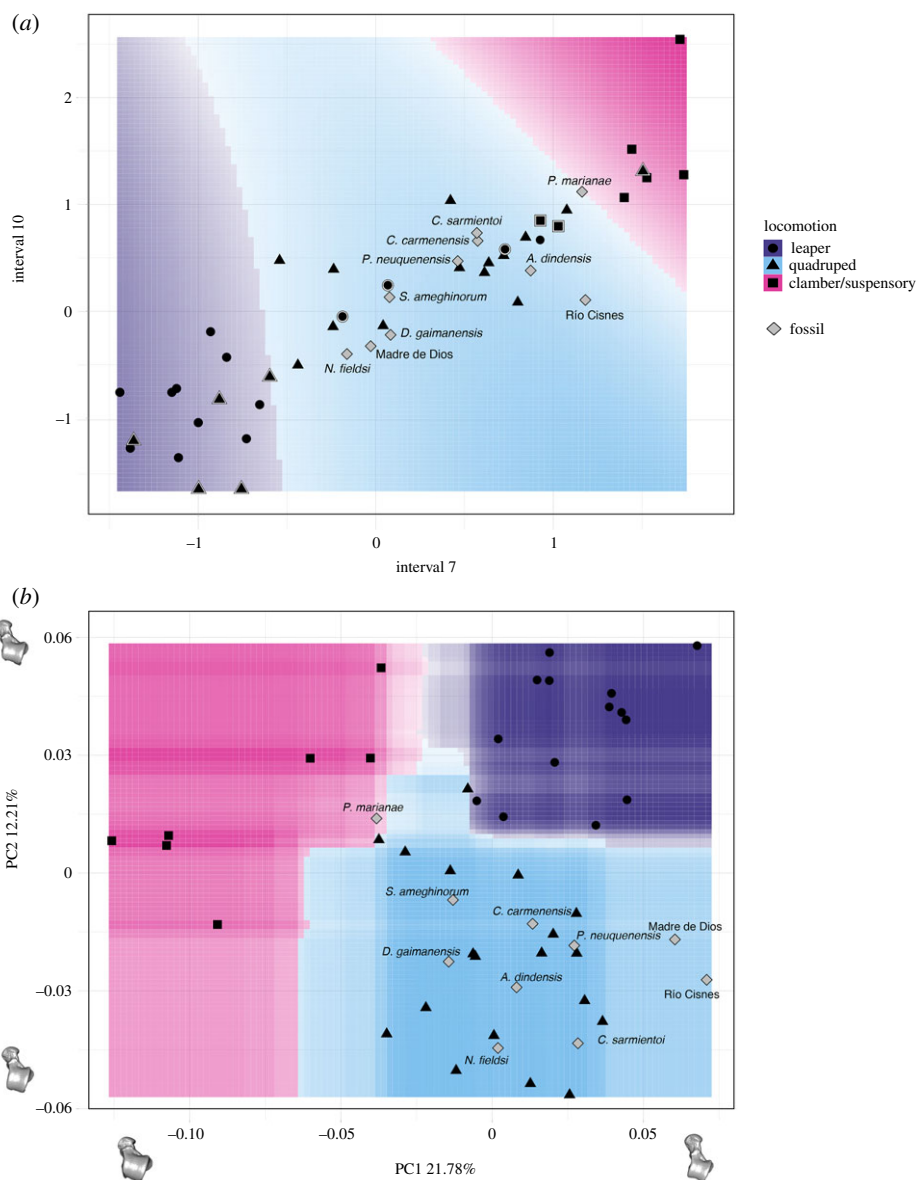 (a)
2
1
0
–1
interval 10
P. marianae
C. sarmientoi
C. carmenensis
P. neuquenensis
A. dindensis
S. ameghinorum
Río Cisnes
D. gaimanensis
Madre de Dios
N. fieldsi
–1
0
1
interval 7
locomotion
leaper
quadruped
clamber/suspensory
fossil
(b)
0.06
0.03
0
–0.03
–0.06
PC2 12.21%
P. marianae
S. ameghinorum
C. carmenensis
Madre de Dios
P. neuquenensis
D. gaimanensis
A. dindensis
Río Cisnes
C. sarmientoi
N. fieldsi
–0.10
–0.05
0
0.05
PC1 21.78%